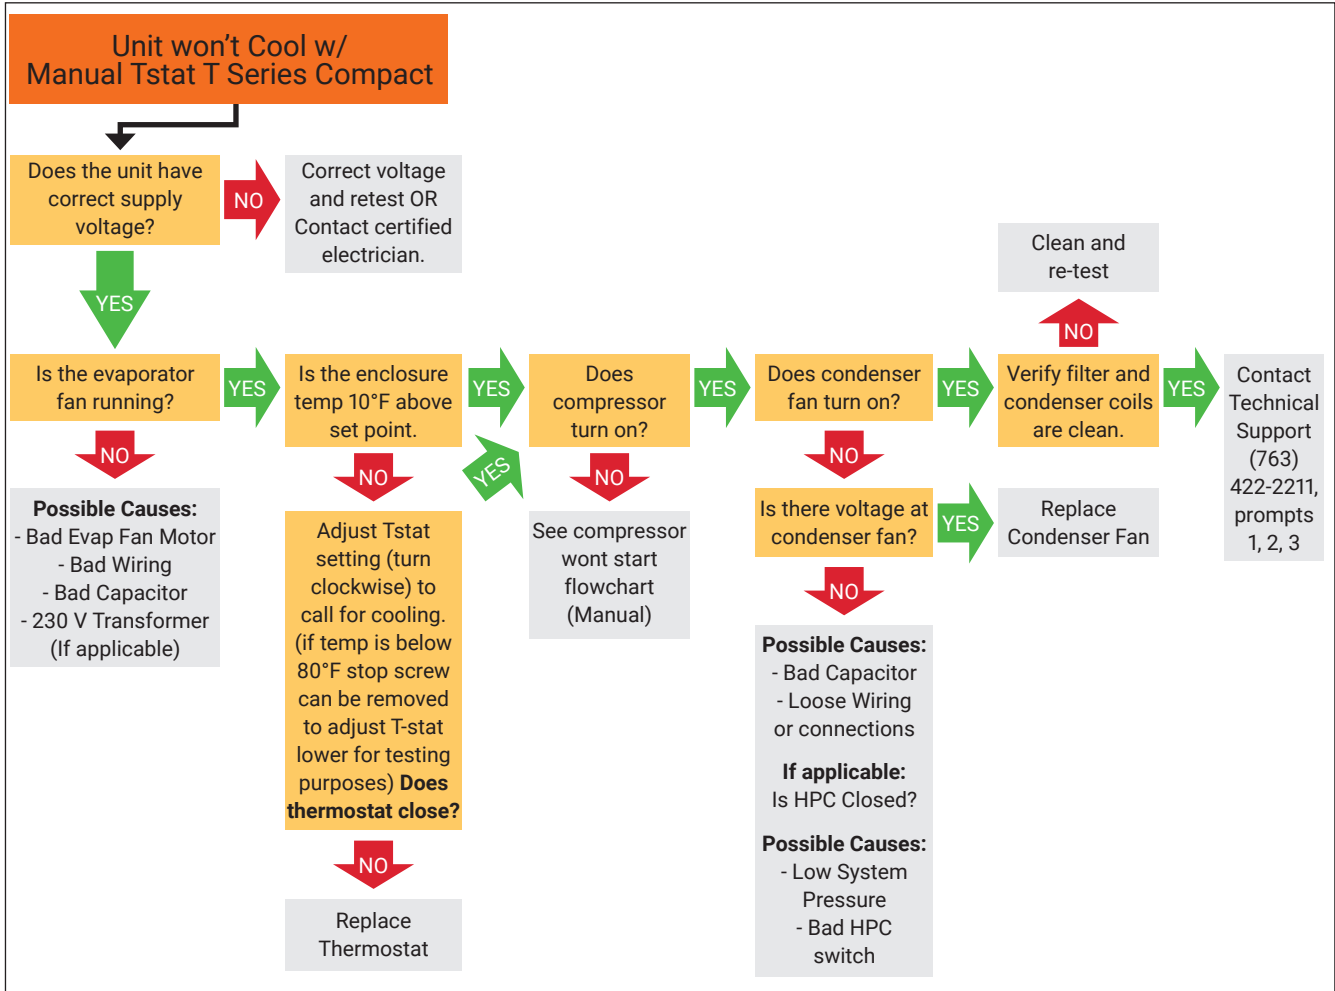 Unit won't Cool w/
Manual Tstat T Series Compact
Does the unit have
correct supply
voltage?
NO
Correct voltage
and retest OR
Contact certified
electrician.
YES
Clean and
re-test
NO
Is the evaporator
fan running?
YES
Is the enclosure
temp 10°F above
set point.
YES
Does
compressor
turn on?
YES
Does condenser
fan turn on?
YES
Verify filter and
condenser coils
are clean.
YES
Contact
Technical
Support
(763)
422-2211,
prompts
1, 2, 3
NO
Possible Causes:
- Bad Evap Fan Motor
- Bad Wiring
- Bad Capacitor
- 230 V Transformer
(If applicable)
NO
YES
Adjust Tstat
setting (turn
clockwise) to
call for cooling.
(if temp is below
80°F stop screw
can be removed
to adjust T-stat
lower for testing
purposes) Does
thermostat close?
NO
Replace
Thermostat
NO
See compressor
wont start
flowchart
(Manual)
NO
Is there voltage at
condenser fan?
YES
Replace
Condenser Fan
NO
Possible Causes:
- Bad Capacitor
- Loose Wiring
or connections
If applicable:
Is HPC Closed?
Possible Causes:
- Low System
Pressure
- Bad HPC
switch